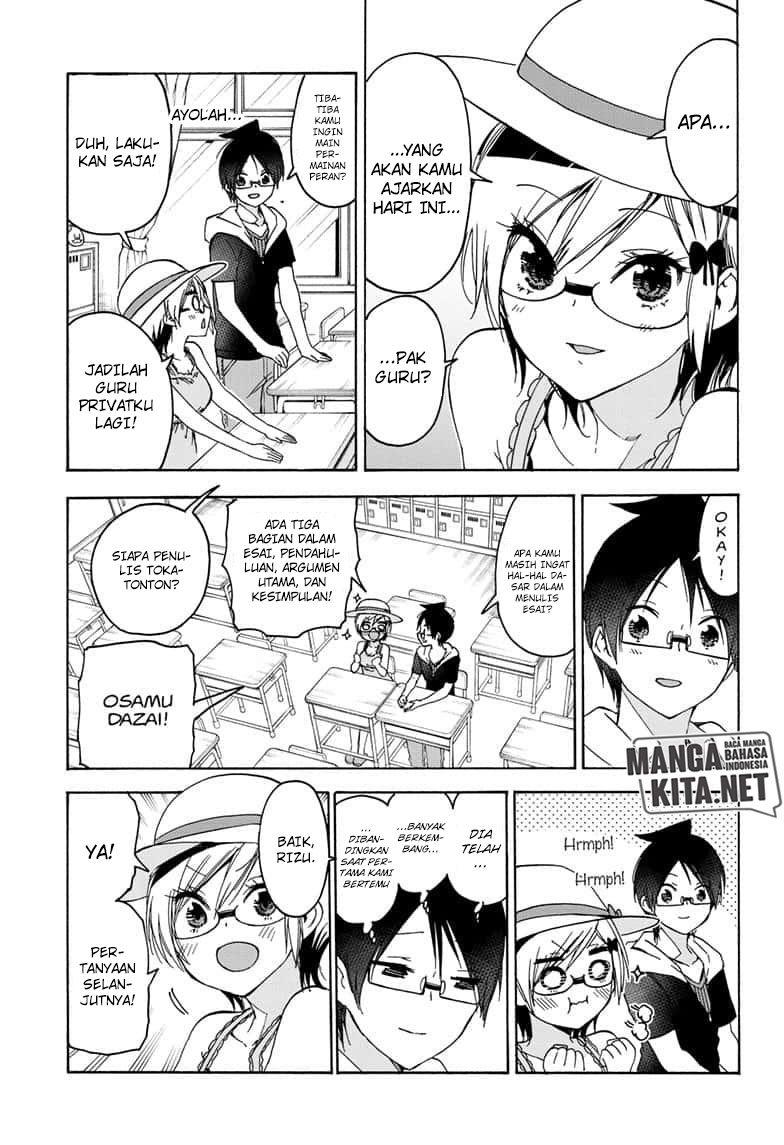 APA...
...YANG
AKAN KAMU
AJARKAN
HARI INI...
...PAK
GURU?
TIBA-
TIBA
KAMU
INGIN
MAIN
PER-
MAINAN
PERAN?
AYOLAH...
DUH, LAKU-
KAN SAJA!
JADILAH
GURU
PRIVATKU
LAGI!
OKAY!
APA KAMU
MASIH INGAT
HAL-HAL DA-
SAR DALAM
MENULIS
ESAI?
ADA TIGA
BAGIAN DALAM
ESAI, PENDAHU-
LUAN, ARGUMEN
UTAMA, DAN
KESIMPULAN!
SIAPA PENU-
LIS TOKA-
TONTON?
OSAMU
DAZAI!
MANGA
KITA.NET
BACA MANGA
BAHASA
INDONESIA
Hrmph!
Hrmph!
DIA
TELAH
...
...BANYAK
BERKEM-
BANG...
...
DIBAN-
DINGKAN
SAAT PER-
TAMA KAMI
BERTEMU
BAIK,
RIZU.
YA!
PER-
TANYAAN
SELAN-
JUTNYA!